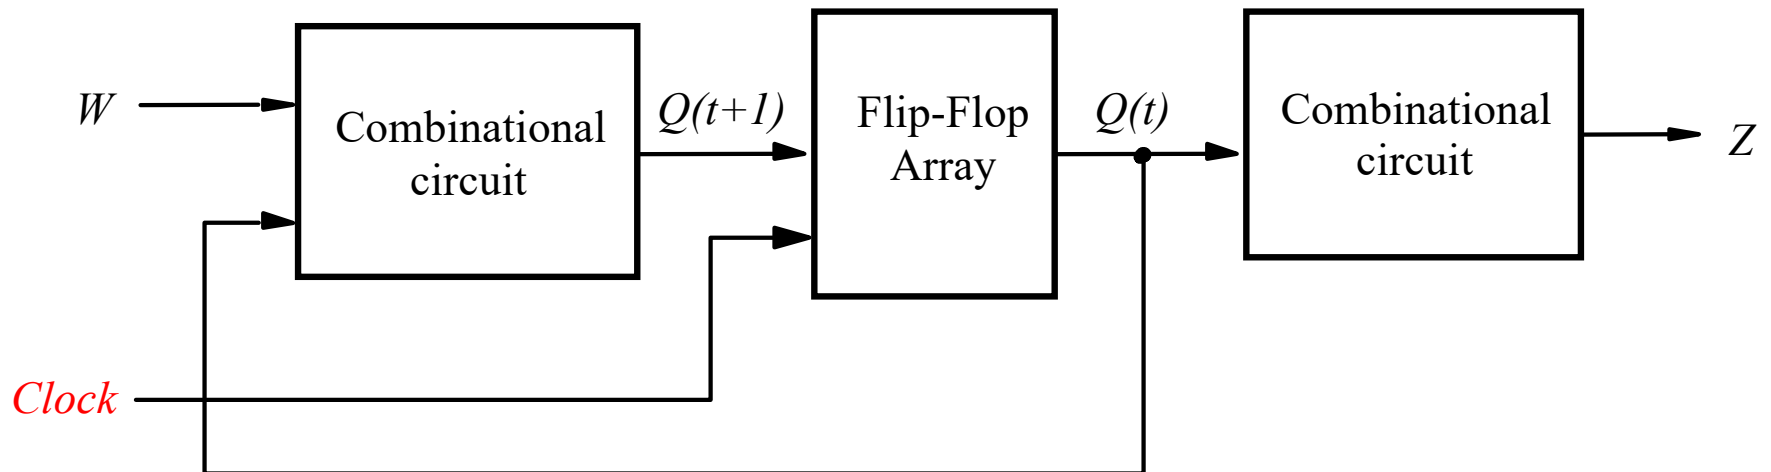 W
Combinational
circuit
Q(t+1)
Flip-Flop
Array
Q(t)
Combinational
circuit
Z
Clock